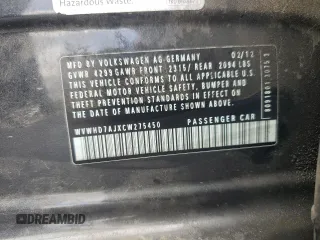 Hazardous Waste.
MFD BY VOLKSWAGEN AG GERMANY 02/12
GVWR 4299 GAWR FRONT 2315/ REAR 2094 LBS
THIS VEHICLE CONFORMS TO ALL APPLICABLE
FEDERAL MOTOR VEHICLE SAFETY, BUMPER AND
THEFT PREVENTION STANDARDS IN EFFECT ON THE
DATE OF MANUFACTURE SHOWN ABOVE
WVWHD7AJXCW275450 PASSENGER CAR
©DREAMBID
DREAMBID.COM